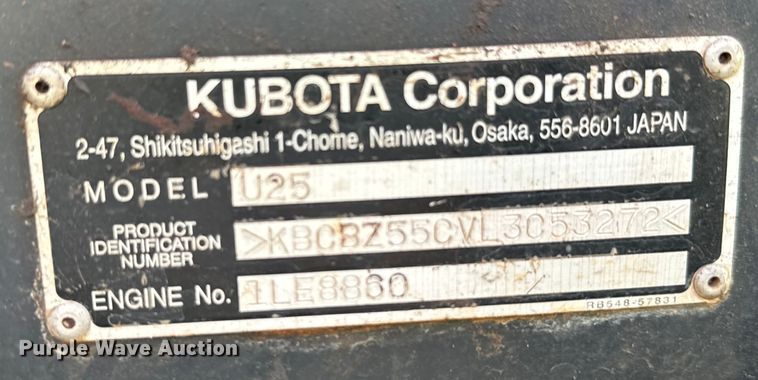 KUBOTA Corporation
2-47, Shikitsuhigashi 1-Chome, Naniwa-ku, Osaka, 556-8601 JAPAN
MODEL U25
PRODUCT
IDENTIFICATION
NUMBER
>KBCBZ55CVL3C53272<
ENGINE No. 1LE8860
RB548-57831
Purple Wave Auction